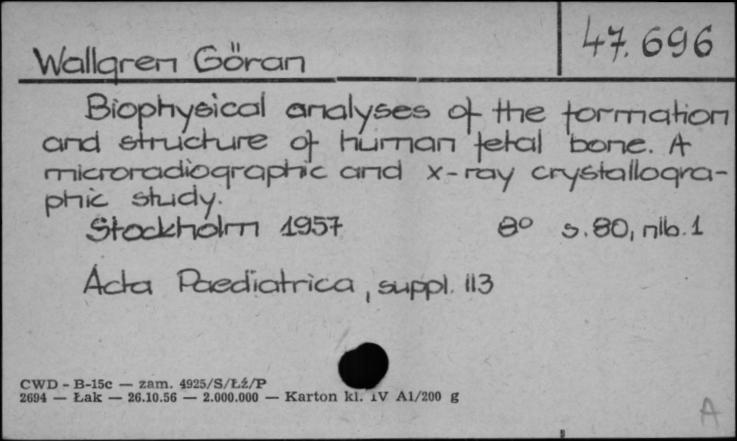 Wallgren Göran
47.696
Biophysical analyses of the formation
and structure of human fetal bone. A
microradiographic and x-ray crystallogra-
phic study.
Stockholm 1957 8º s. 80, nlb. 1
Acta Paediatrica, suppl. 113
CWD - B-15c — zam. 4925/S/Łź/P
2694 — Łak — 26.10.56 — 2.000.000 — Karton kl. IV A1/200 g
A